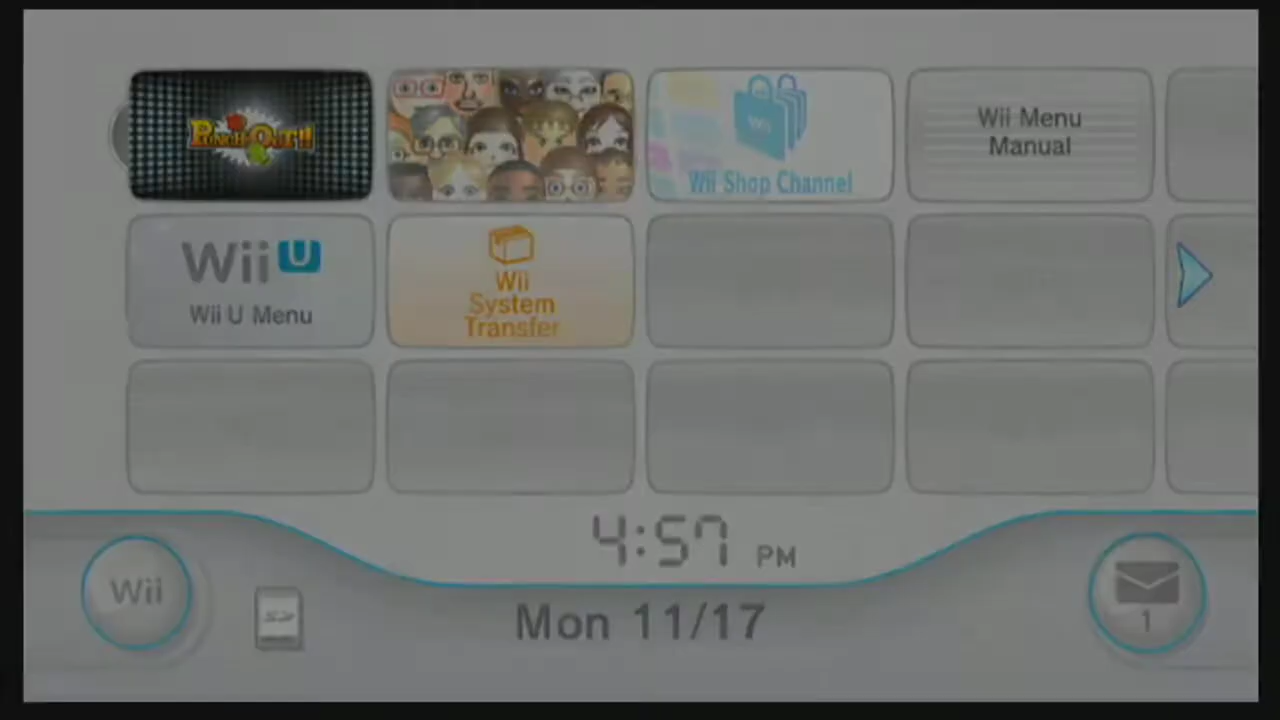 PUNCH-OUT!!
Wii
Wii Shop Channel
Wii Menu
Manual
Wii U
Wii U Menu
Wii
System
Transfer
4:57 PM
Wii
SD
Mon 11/17
1